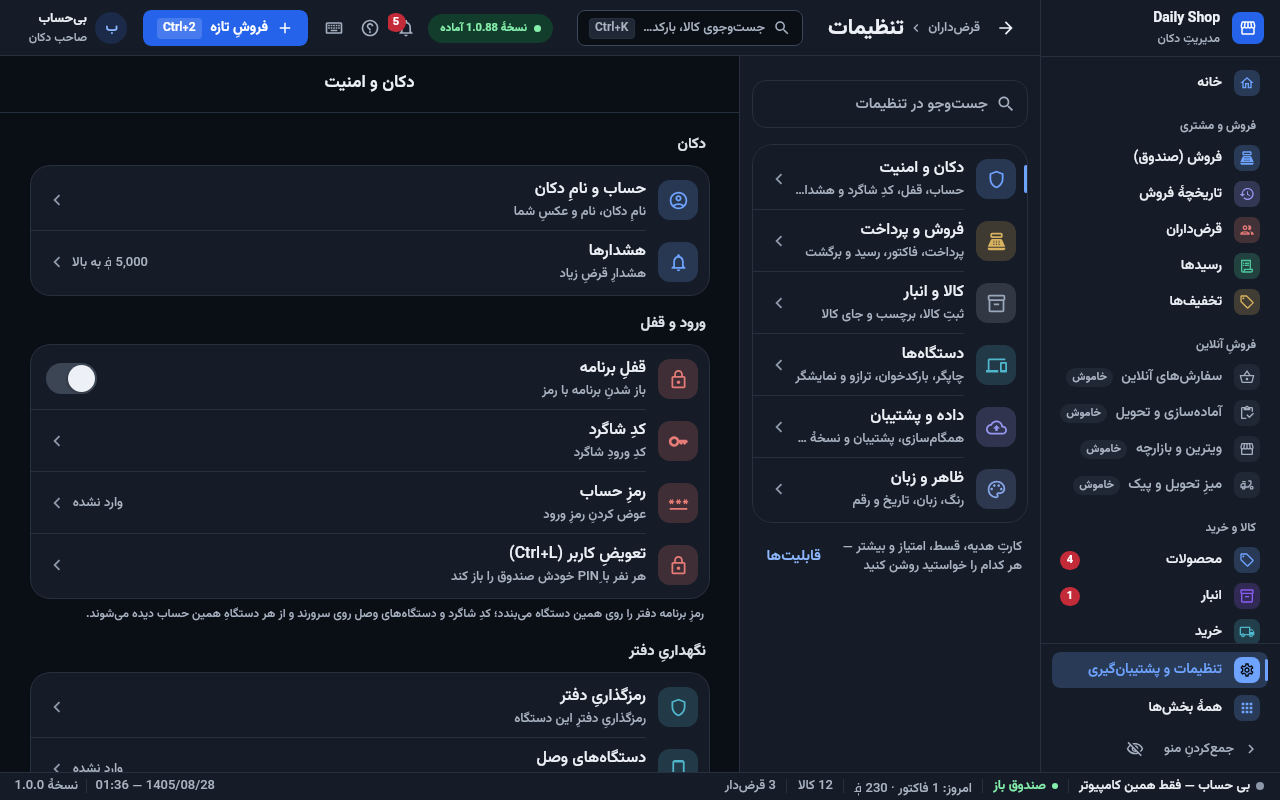 Daily Shop
مدیریتِ دکان
خانه
فروش و مشتری
فروش (صندوق)
تاریخچهٔ فروش
قرض‌داران
رسیدها
تخفیف‌ها
فروشِ آنلاین
سفارش‌های آنلاین
خاموش
آماده‌سازی و تحویل
خاموش
ویترین و بازارچه
خاموش
میزِ تحویل و پیک
خاموش
کالا و خرید
محصولات
4
انبار
1
خرید
تنظیمات و پشتیبان‌گیری
همهٔ بخش‌ها
جمع‌کردنِ منو
قرض‌داران
تنظیمات
جست‌وجوی کالا، بارکد…
Ctrl+K
نسخهٔ 1.0.88 آماده
5
فروشِ تازه
Ctrl+2
ب
بی‌حساب
صاحب دکان
جست‌وجو در تنظیمات
دکان و امنیت
حساب، قفل، کدِ شاگرد و هشدا…
فروش و پرداخت
پرداخت، فاکتور، رسید و برگشت
کالا و انبار
ثبتِ کالا، برچسب و جای کالا
دستگاه‌ها
چاپگر، بارکدخوان، ترازو و نمایشگر
داده و پشتیبان
همگام‌سازی، پشتیبان و نسخهٔ …
ظاهر و زبان
رنگ، زبان، تاریخ و رقم
کارتِ هدیه، قسط، امتیاز و بیشتر —
هر کدام را خواستید روشن کنید
قابلیت‌ها
دکان و امنیت
دکان
حساب و نامِ دکان
نامِ دکان، نام و عکسِ شما
هشدارها
هشدارِ قرضِ زیاد
5,000 ؋ به بالا
ورود و قفل
قفلِ برنامه
باز شدنِ برنامه با رمز
کدِ شاگرد
کدِ ورودِ شاگرد
رمزِ حساب
عوض کردنِ رمزِ ورود
وارد نشده
تعویضِ کاربر (Ctrl+L)
هر نفر با PIN خودش صندوق را باز کند
رمزِ برنامه دفتر را روی همین دستگاه می‌بندد؛ کدِ شاگرد و دستگاه‌های وصل روی سرورند و از هر دستگاهِ همین حساب دیده می‌شوند.
نگهداریِ دفتر
رمزگذاریِ دفتر
رمزگذاریِ دفترِ این دستگاه
دستگاه‌های وصل
وارد نشده
بی حساب — فقط همین کامپیوتر
صندوق باز
امروز: 1 فاکتور · 230 ؋
12 کالا
3 قرض‌دار
1405/08/28 — 01:36
نسخهٔ 1.0.0